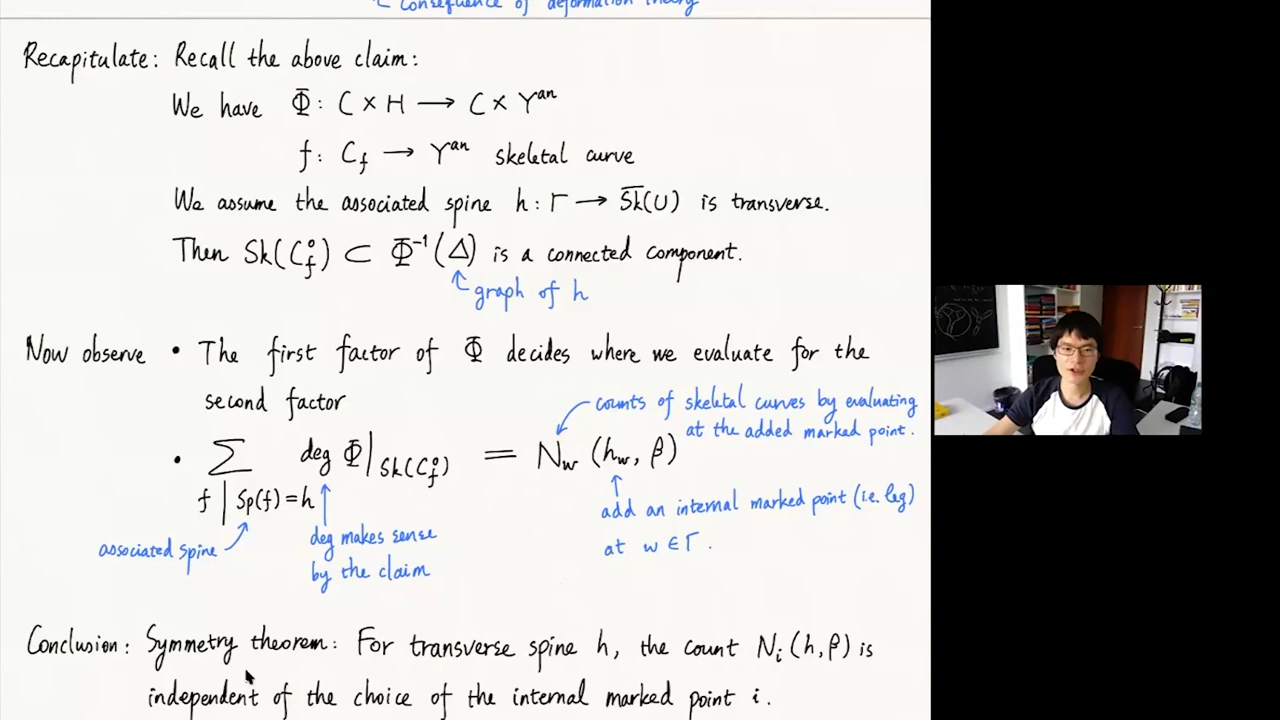 consequence of deformation theory
Recapitulate: Recall the above claim:
We have Φ̄: C × H → C × Yᵃⁿ
f: C_f → Yᵃⁿ skeletal curve
We assume the associated spine h: Γ → S̄k(U) is transverse.
Then Sk(C_f°) ⊂ Φ̄⁻¹(Δ) is a connected component.
graph of h
Now observe • The first factor of Φ̄ decides where we evaluate for the
second factor
counts of skeletal curves by evaluating
at the added marked point.
• ∑ deg Φ̄|Sk(C_f°) = N_w (h_w, β)
f | Sp(f) = h
add an internal marked point (i.e. leg)
at w ∈ Γ.
associated spine
deg makes sense
by the claim
Conclusion: Symmetry theorem: For transverse spine h, the count N_i (h, β) is
independent of the choice of the internal marked point i.